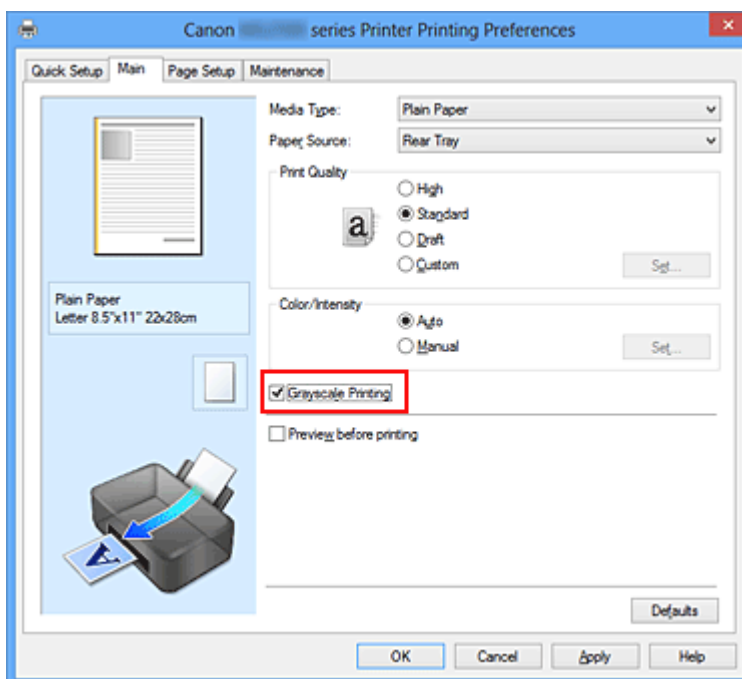 Canon series Printer Printing Preferences
Quick Setup Main Page Setup Maintenance
Media Type: Plain Paper
Paper Source: Rear Tray
Print Quality
High
a Standard
Draft
Custom Set...
Plain Paper
Letter 8.5"x11" 22x28cm
Color/Intensity
Auto
Manual Set...
Grayscale Printing
Preview before printing
A
Defaults
OK Cancel Apply Help